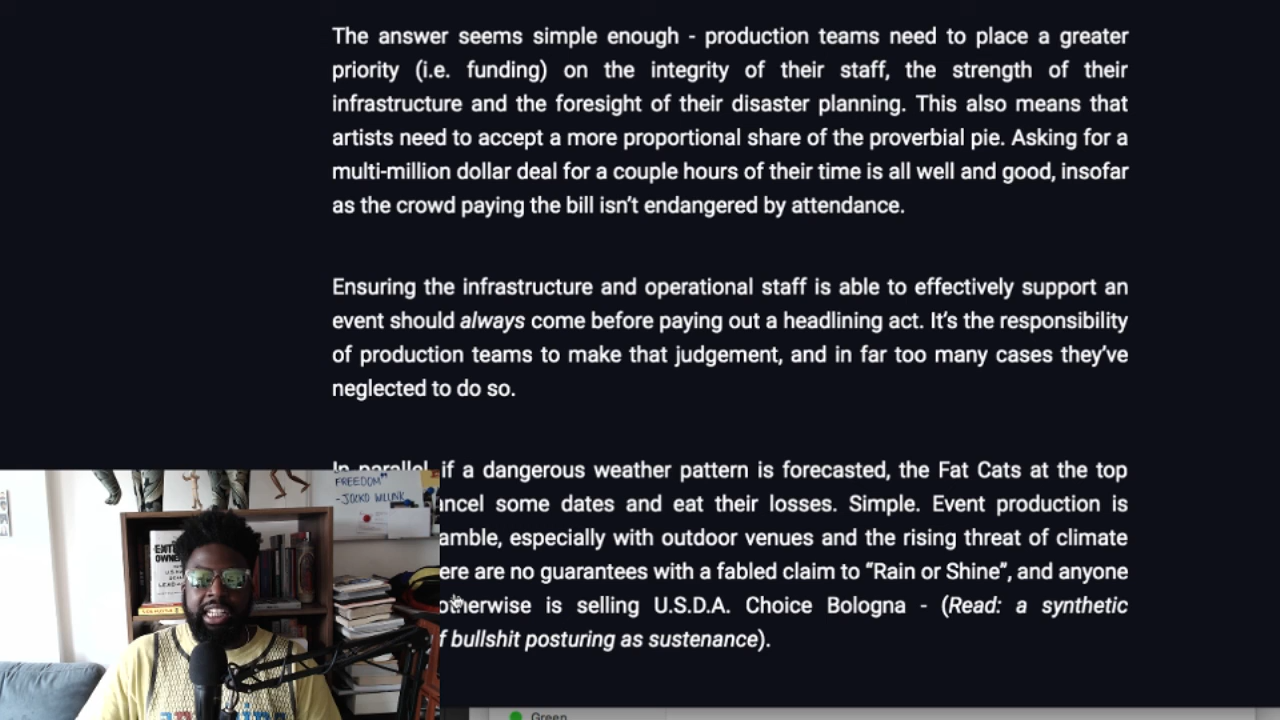 The answer seems simple enough - production teams need to place a greater
priority (i.e. funding) on the integrity of their staff, the strength of their
infrastructure and the foresight of their disaster planning. This also means that
artists need to accept a more proportional share of the proverbial pie. Asking for a
multi-million dollar deal for a couple hours of their time is all well and good, insofar
as the crowd paying the bill isn't endangered by attendance.
Ensuring the infrastructure and operational staff is able to effectively support an
event should always come before paying out a headlining act. It's the responsibility
of production teams to make that judgement, and in far too many cases they've
neglected to do so.
In parallel, if a dangerous weather pattern is forecasted, the Fat Cats at the top
ncel some dates and eat their losses. Simple. Event production is
amble, especially with outdoor venues and the rising threat of climate
ere are no guarantees with a fabled claim to “Rain or Shine”, and anyone
otherwise is selling U.S.D.A. Choice Bologna - (Read: a synthetic
f bullshit posturing as sustenance).
FREEDOM"
-JOCKO WILLINK
Green